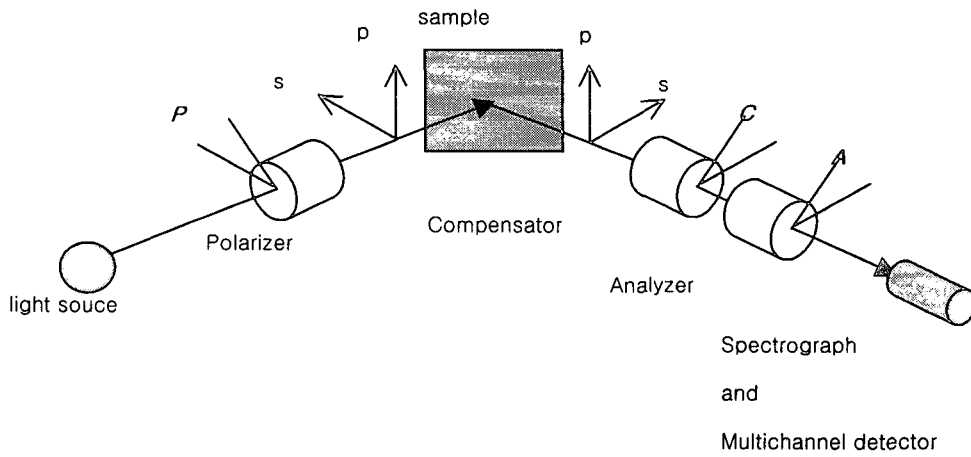 sample
p
p
s
s
P
C
A
Polarizer
Compensator
light souce
Analyzer
Spectrograph
and
Multichannel detector